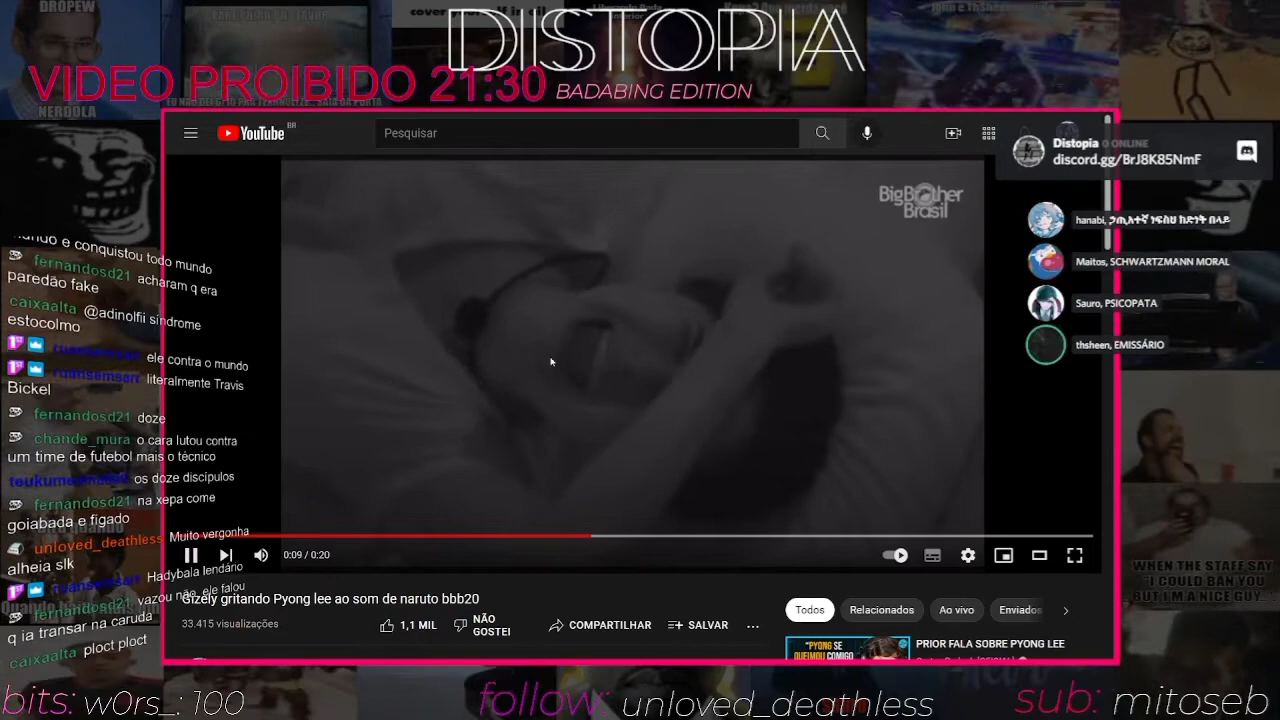 DROPEW
NERDOLA
DISTOPIA
VIDEO PROIBIDO 21:30
BADABING EDITION
YouTube BR
Pesquisar
Distopia 0 ONLINE
discord.gg/BrJ8K85NmF
BigBrother
Brasil
hanabi,
Maitos, SCHWARTZMANN MORAL
Sauro, PSICOPATA
thsheen, EMISSÁRIO
e conquistou todo mundo
fernandosd21 acharam q era
paredão fake
caixaalta @adinolfii síndrome
estocolmo
ele contra o mundo
literalmente Travis
Bickel
fernandosd21 doze
chande_mura o cara lutou contra
um time de futebol mais o técnico
os doze discípulos
fernandosd21 na xepa come
goiabada e figado
unloved_deathless Muito vergonha
alheia slk
Hadybala lendário
fernandosd21 vazou não, ele falou
q ia transar na caruda
caixaalta ploct ploct
0:09 / 0:20
Gizely gritando Pyong lee ao som de naruto bbb20
33.415 visualizações
1,1 MIL
NÃO
GOSTEI
COMPARTILHAR
SALVAR
Todos
Relacionados
Ao vivo
Enviados
"PYONG SE
QUEIMOU COMIGO
PRIOR FALA SOBRE PYONG LEE
WHEN THE STAFF SAY
"I COULD BAN YOU
BUT I'M A NICE GUY
bits: w0rs_: 100
follow: unloved_deathless
sub: mitoseb